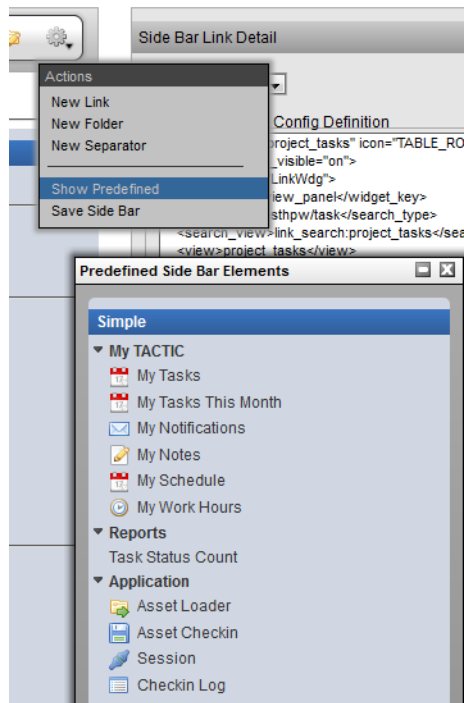 Side Bar Link Detail
Actions
New Link
New Folder
New Separator
Show Predefined
Save Side Bar
Config Definition
project_tasks" icon="TABLE_RO
_visible="on">
LinkWdg">
iew_panel</widget_key>
sthpw/task</search_type>
<search_view>link_search:project_tasks</sea
<view>project_tasks</view>
Predefined Side Bar Elements
Simple
My TACTIC
My Tasks
My Tasks This Month
My Notifications
My Notes
My Schedule
My Work Hours
Reports
Task Status Count
Application
Asset Loader
Asset Checkin
Session
Checkin Log